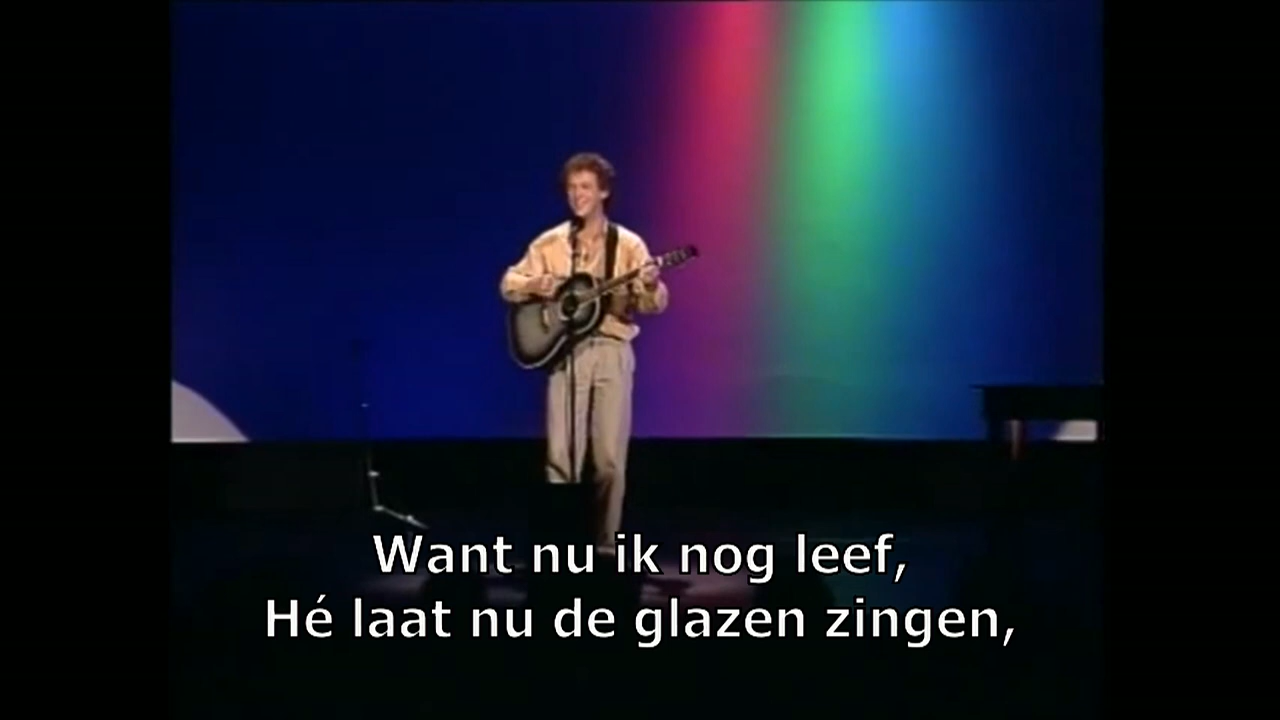 Want nu ik nog leef,
Hé laat nu de glazen zingen,